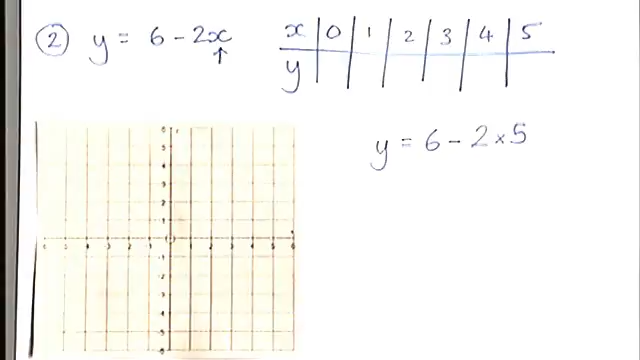 ② y = 6 - 2x
x 0 1 2 3 4 5
y
y = 6 - 2 × 5